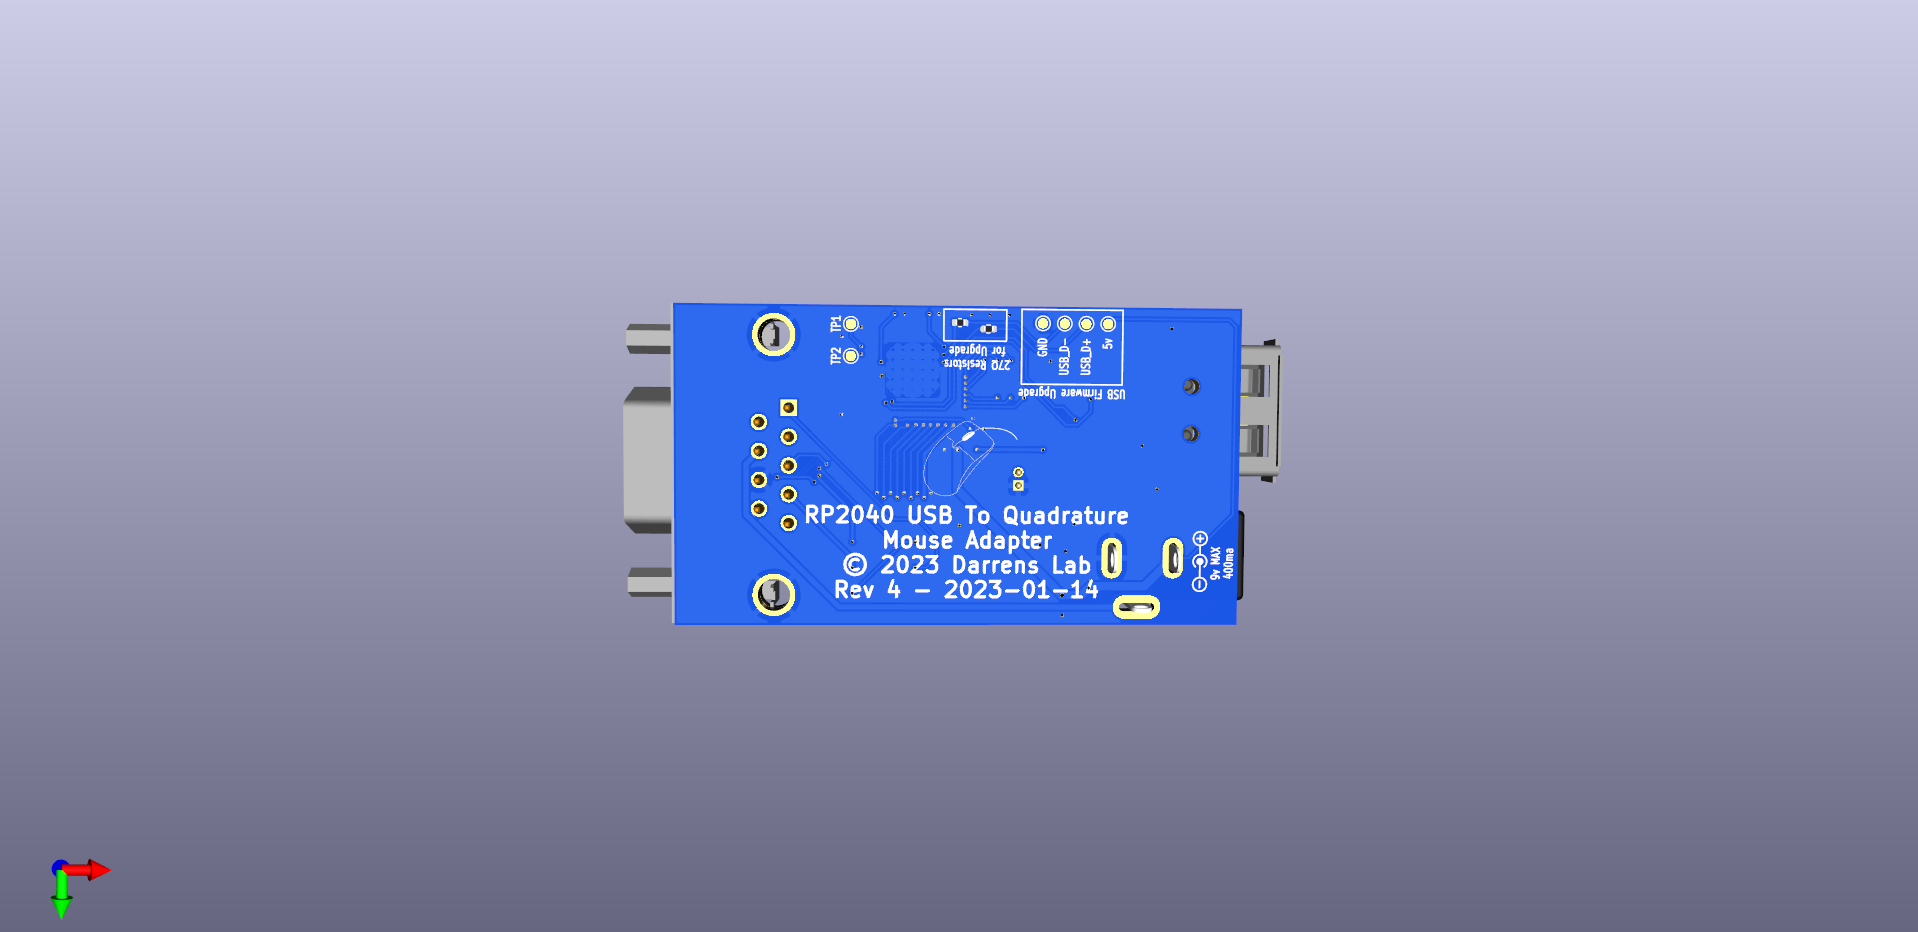 TP1
TP2
27Ω Resistors
for Upgrade
GND
USB_D-
USB_D+
5v
USB Firmware Upgrade
RP2040 USB To Quadrature
Mouse Adapter
© 2023 Darrens Lab
Rev 4 - 2023-01-14
9v MAX
400ma